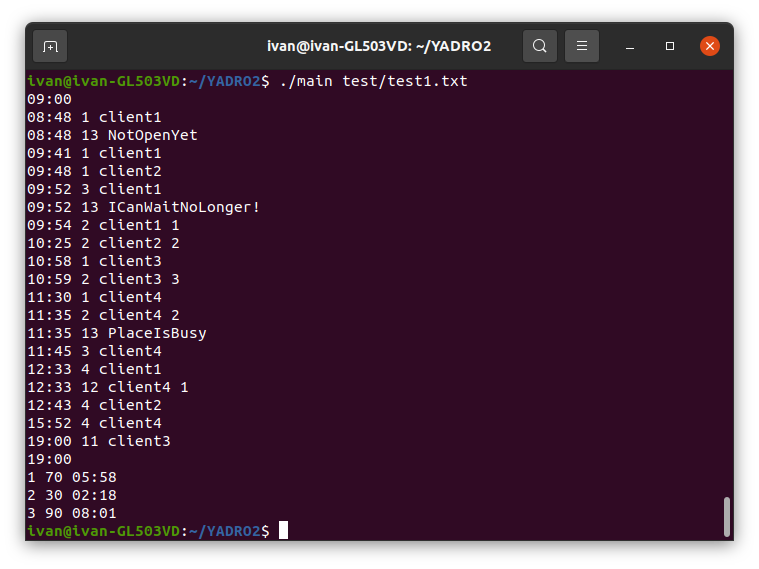 ivan@ivan-GL503VD: ~/YADRO2
ivan@ivan-GL503VD:~/YADRO2$ ./main test/test1.txt
09:00
08:48 1 client1
08:48 13 NotOpenYet
09:41 1 client1
09:48 1 client2
09:52 3 client1
09:52 13 ICanWaitNoLonger!
09:54 2 client1 1
10:25 2 client2 2
10:58 1 client3
10:59 2 client3 3
11:30 1 client4
11:35 2 client4 2
11:35 13 PlaceIsBusy
11:45 3 client4
12:33 4 client1
12:33 12 client4 1
12:43 4 client2
15:52 4 client4
19:00 11 client3
19:00
1 70 05:58
2 30 02:18
3 90 08:01
ivan@ivan-GL503VD:~/YADRO2$